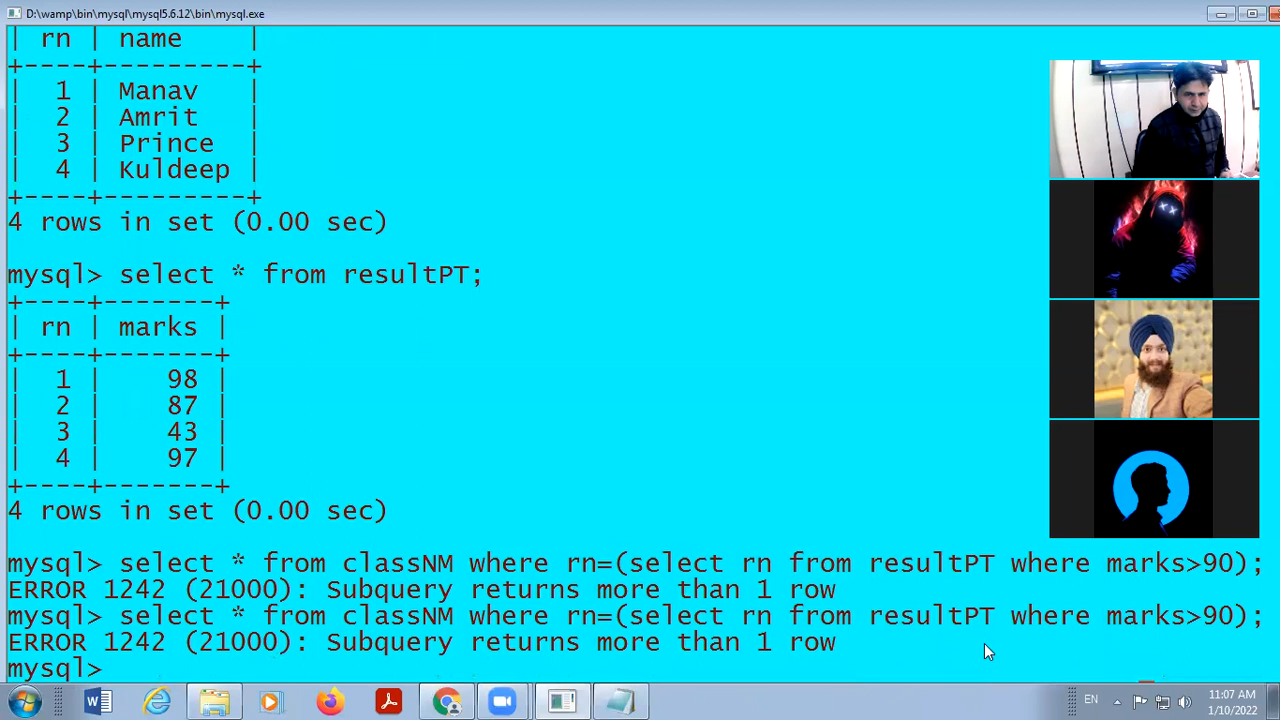 D:\wamp\bin\mysql\mysql5.6.12\bin\mysql.exe
| rn | name    |
+----+---------+
|  1 | Manav   |
|  2 | Amrit   |
|  3 | Prince  |
|  4 | Kuldeep |
+----+---------+
4 rows in set (0.00 sec)
mysql> select * from resultPT;
+----+-------+
| rn | marks |
+----+-------+
|  1 |    98 |
|  2 |    87 |
|  3 |    43 |
|  4 |    97 |
+----+-------+
4 rows in set (0.00 sec)
mysql> select * from classNM where rn=(select rn from resultPT where marks>90);
ERROR 1242 (21000): Subquery returns more than 1 row
mysql> select * from classNM where rn=(select rn from resultPT where marks>90);
ERROR 1242 (21000): Subquery returns more than 1 row
mysql>
EN
11:07 AM
1/10/2022